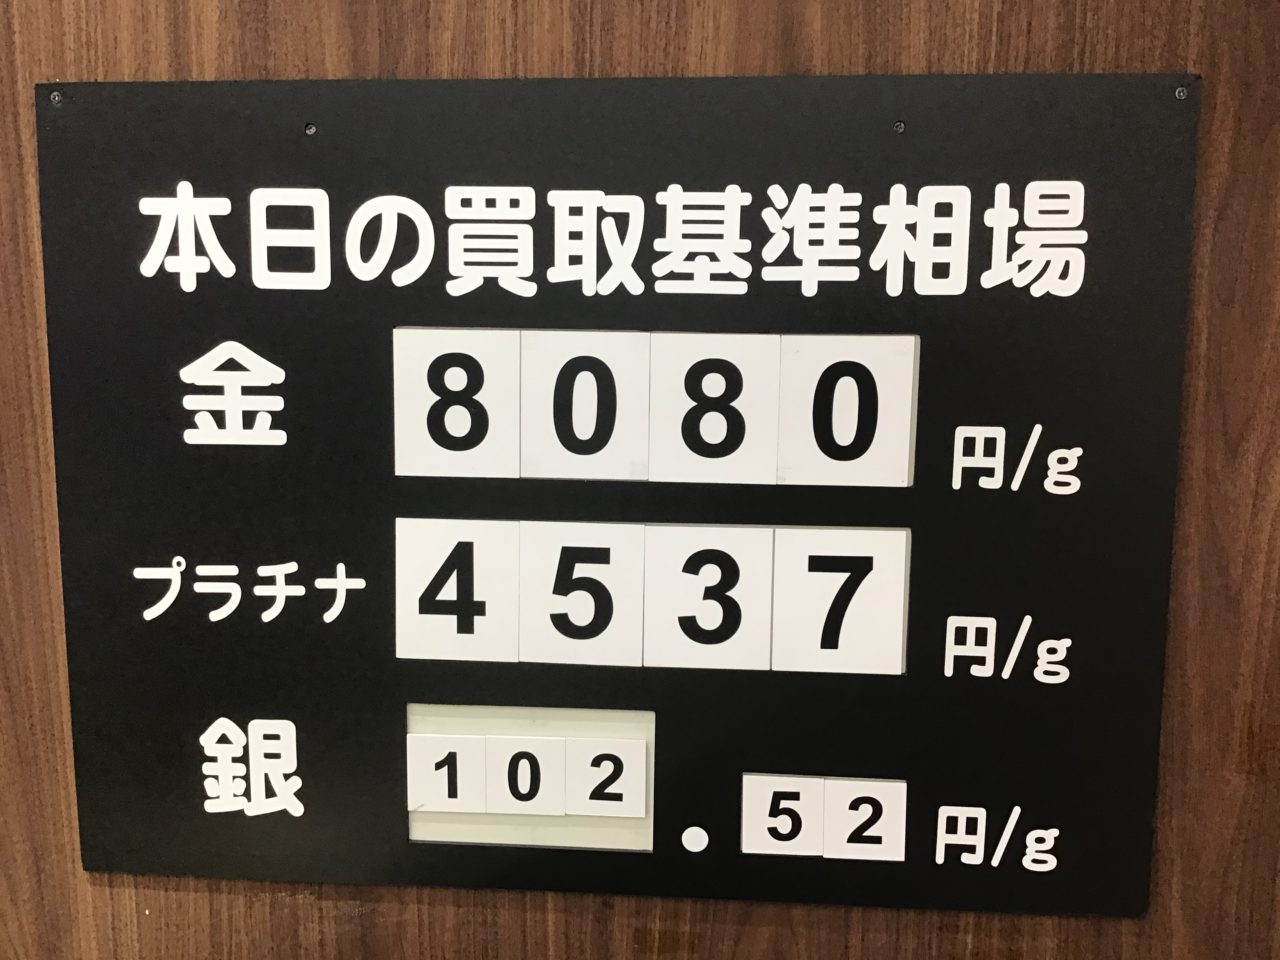 本日の買取基準相場
金 8080 円/g
プラチナ 4537 円/g
銀 102.52 円/g